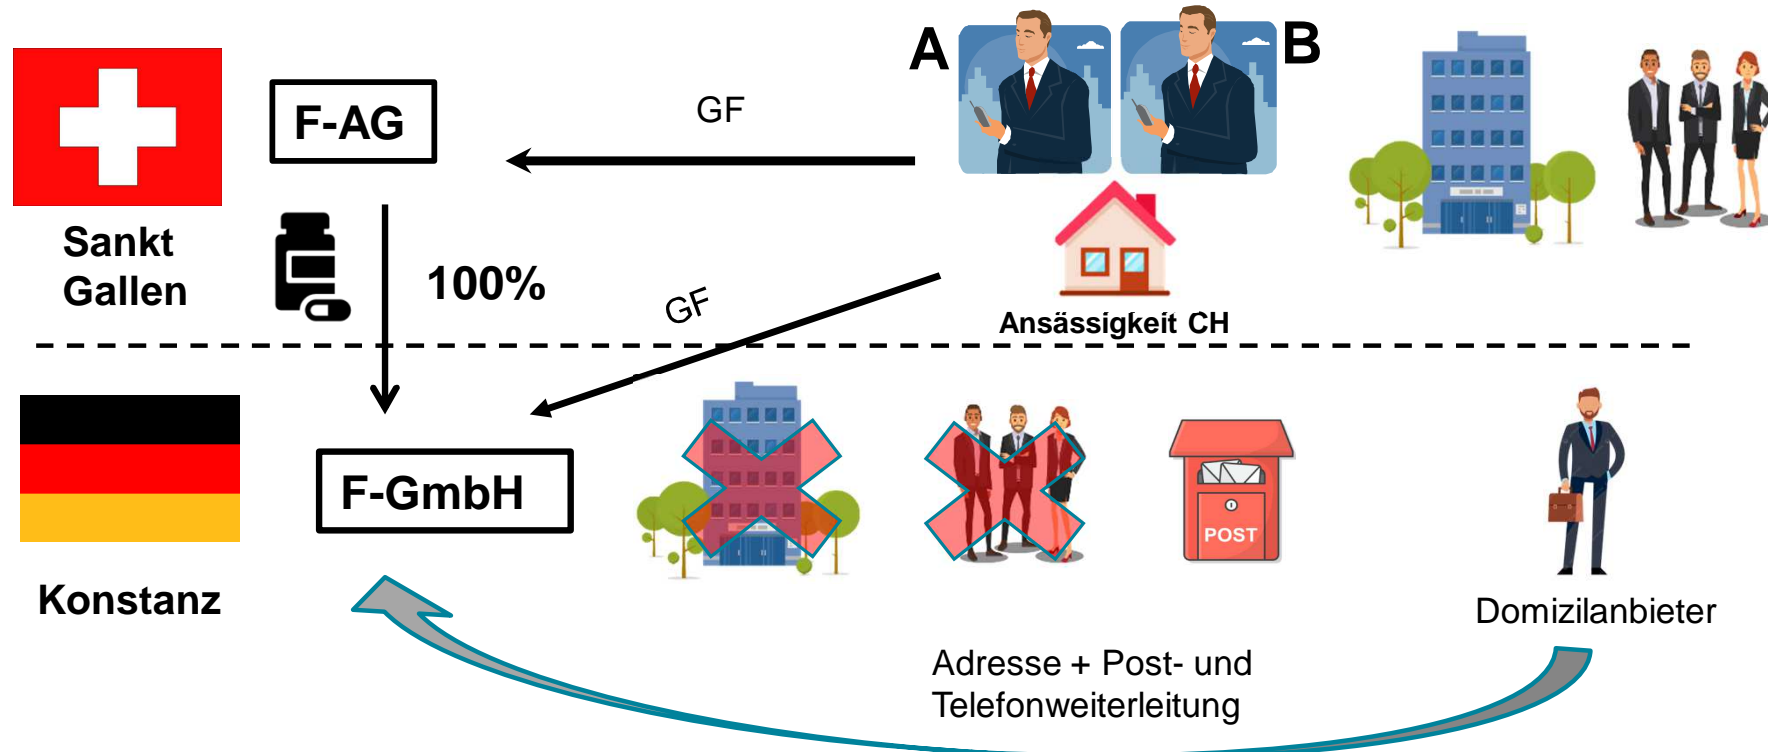 A
B
F-AG
GF
Sankt
Gallen
100%
GF
Ansässigkeit CH
F-GmbH
POST
Konstanz
Domizilanbieter
Adresse + Post- und
Telefonweiterleitung